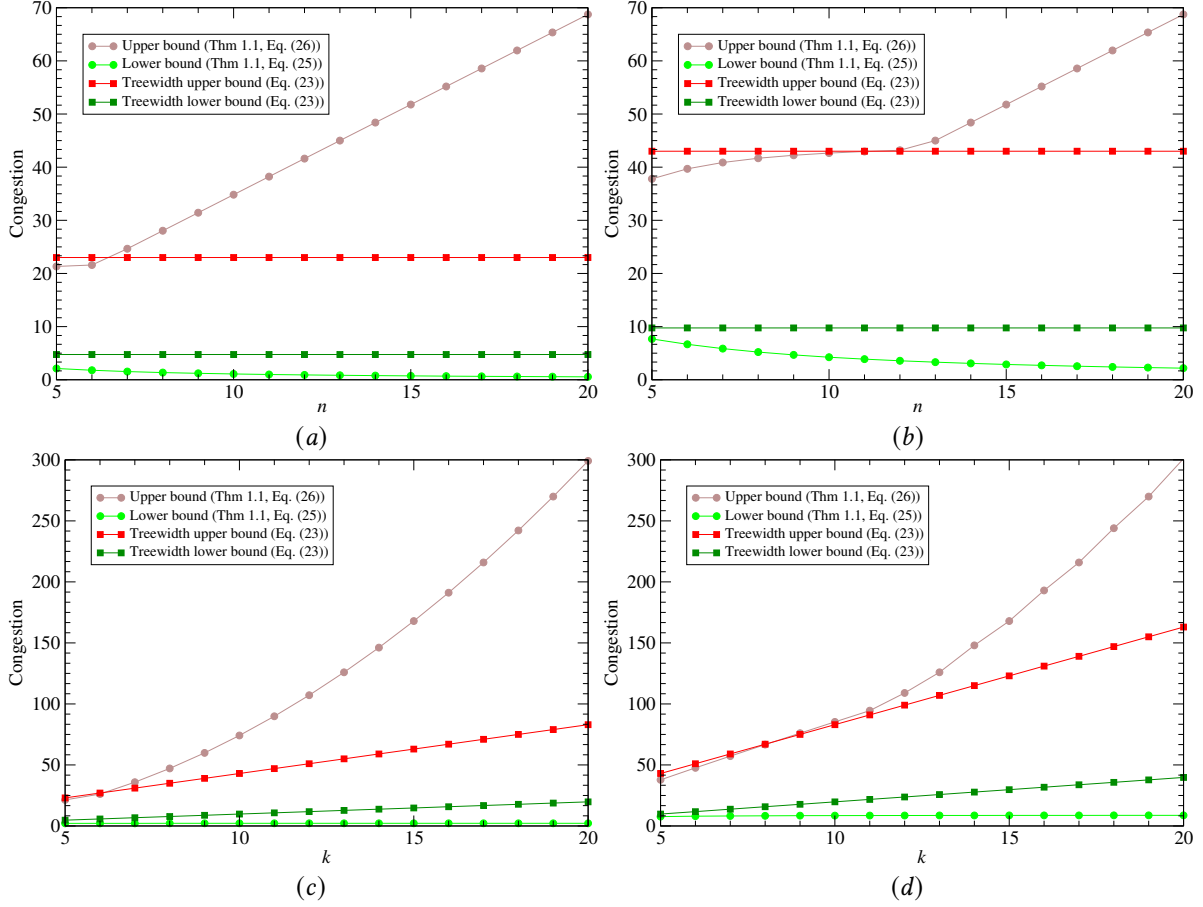 70
60
50
40
30
20
10
0
Congestion
Upper bound (Thm 1.1, Eq. (26))
Lower bound (Thm 1.1, Eq. (25))
Treewidth upper bound (Eq. (23))
Treewidth lower bound (Eq. (23))
5 10 15 20
n
(a)
70
60
50
40
30
20
10
0
Congestion
Upper bound (Thm 1.1, Eq. (26))
Lower bound (Thm 1.1, Eq. (25))
Treewidth upper bound (Eq. (23))
Treewidth lower bound (Eq. (23))
5 10 15 20
n
(b)
300
250
200
150
100
50
0
Congestion
Upper bound (Thm 1.1, Eq. (26))
Lower bound (Thm 1.1, Eq. (25))
Treewidth upper bound (Eq. (23))
Treewidth lower bound (Eq. (23))
5 10 15 20
k
(c)
300
250
200
150
100
50
0
Congestion
Upper bound (Thm 1.1, Eq. (26))
Lower bound (Thm 1.1, Eq. (25))
Treewidth upper bound (Eq. (23))
Treewidth lower bound (Eq. (23))
5 10 15 20
k
(d)